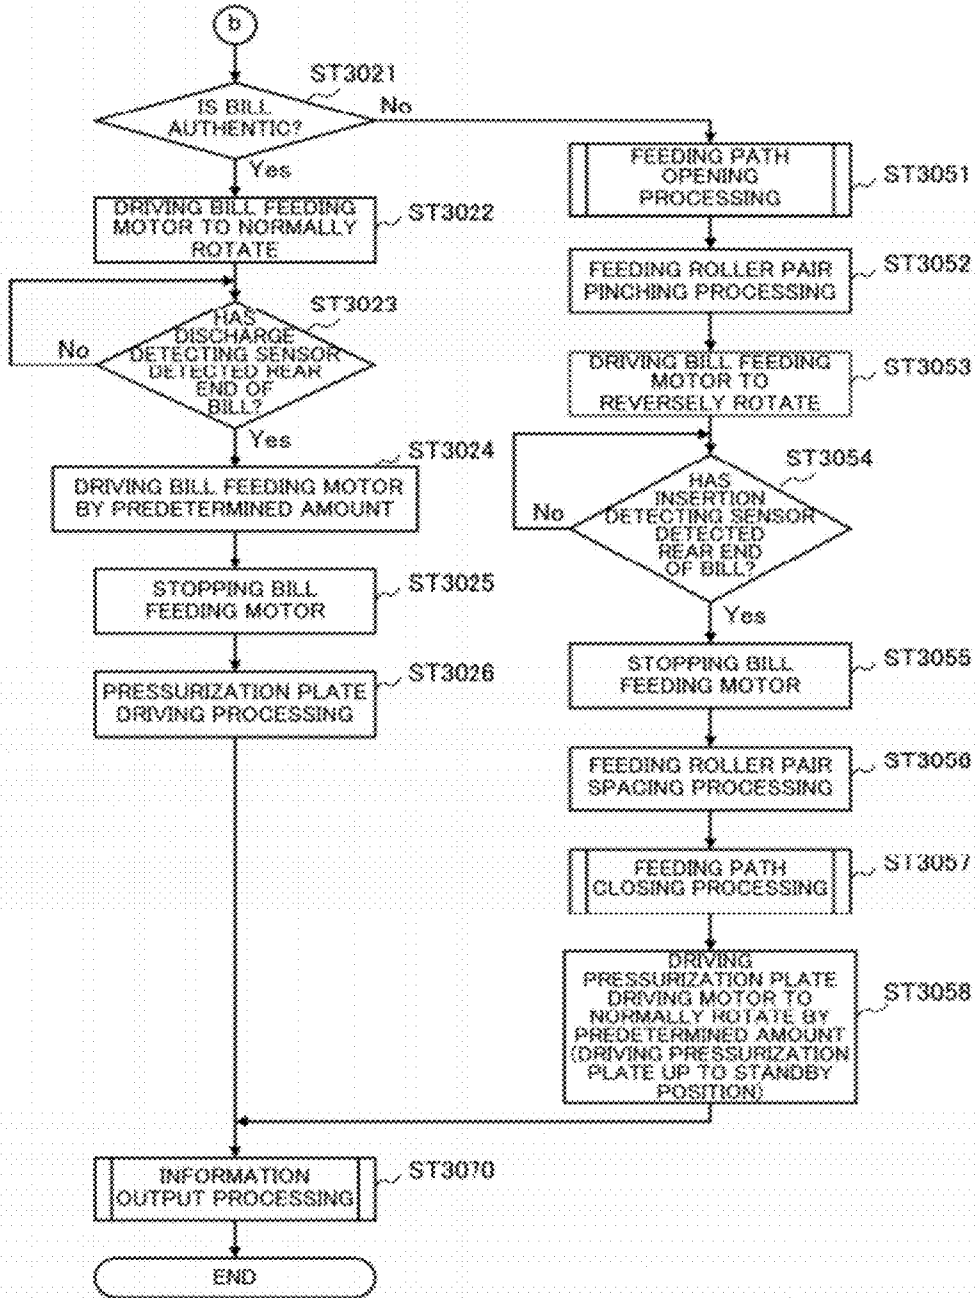 b
ST3021
IS BILL
AUTHENTIC?
No
Yes
DRIVING BILL FEEDING
MOTOR TO NORMALLY
ROTATE
ST3022
ST3023
HAS
DISCHARGE
DETECTING SENSOR
DETECTED REAR
END OF
BILL?
No
Yes
ST3024
DRIVING BILL FEEDING MOTOR
BY PREDETERMINED AMOUNT
STOPPING BILL
FEEDING MOTOR
ST3025
PRESSURIZATION PLATE
DRIVING PROCESSING
ST3026
FEEDING PATH
OPENING
PROCESSING
ST3051
FEEDING ROLLER PAIR
PINCHING PROCESSING
ST3052
DRIVING BILL FEEDING
MOTOR TO
REVERSELY ROTATE
ST3053
ST3054
HAS
INSERTION
DETECTING SENSOR
DETECTED
REAR END
OF BILL?
No
Yes
STOPPING BILL
FEEDING MOTOR
ST3055
FEEDING ROLLER PAIR
SPACING PROCESSING
ST3056
FEEDING PATH
CLOSING PROCESSING
ST3057
DRIVING
PRESSURIZATION PLATE
DRIVING MOTOR TO
NORMALLY ROTATE BY
PREDETERMINED AMOUNT
(DRIVING PRESSURIZATION
PLATE UP TO STANDBY
POSITION)
ST3058
INFORMATION
OUTPUT PROCESSING
ST3070
END